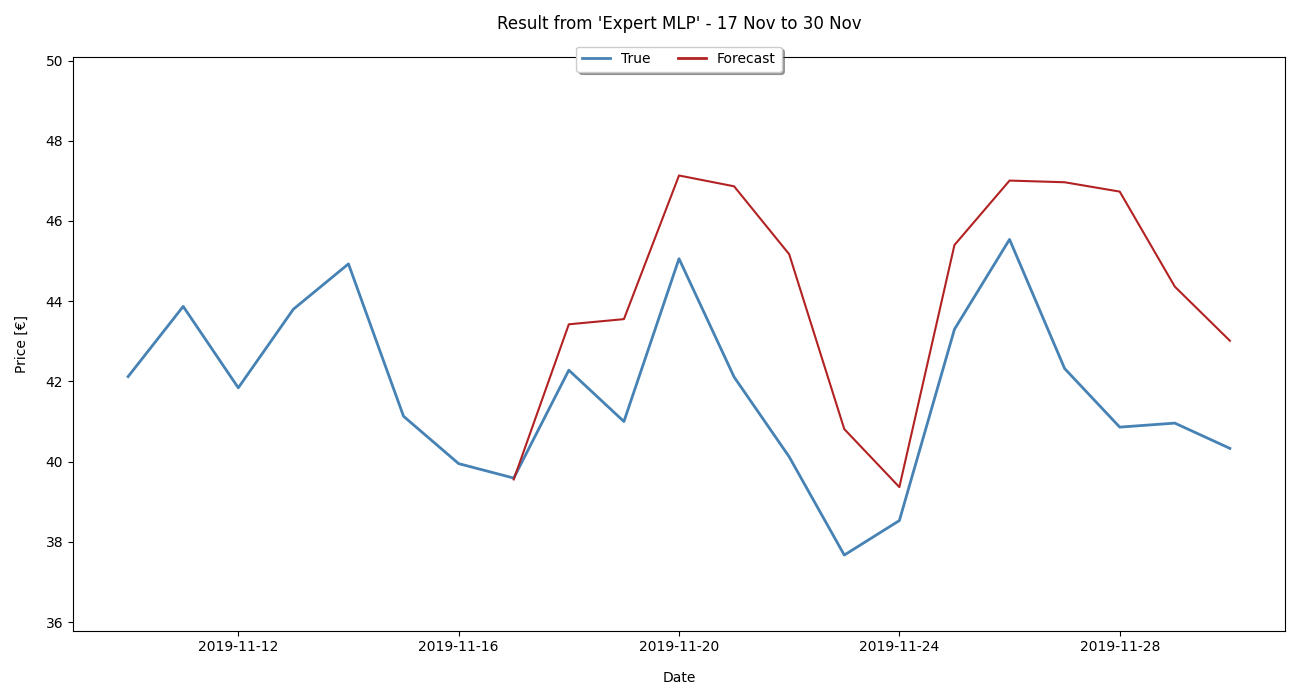 Result from 'Expert MLP' - 17 Nov to 30 Nov
True Forecast
50
48
46
44
42
40
38
36
Price [€]
2019-11-12 2019-11-16 2019-11-20 2019-11-24 2019-11-28
Date